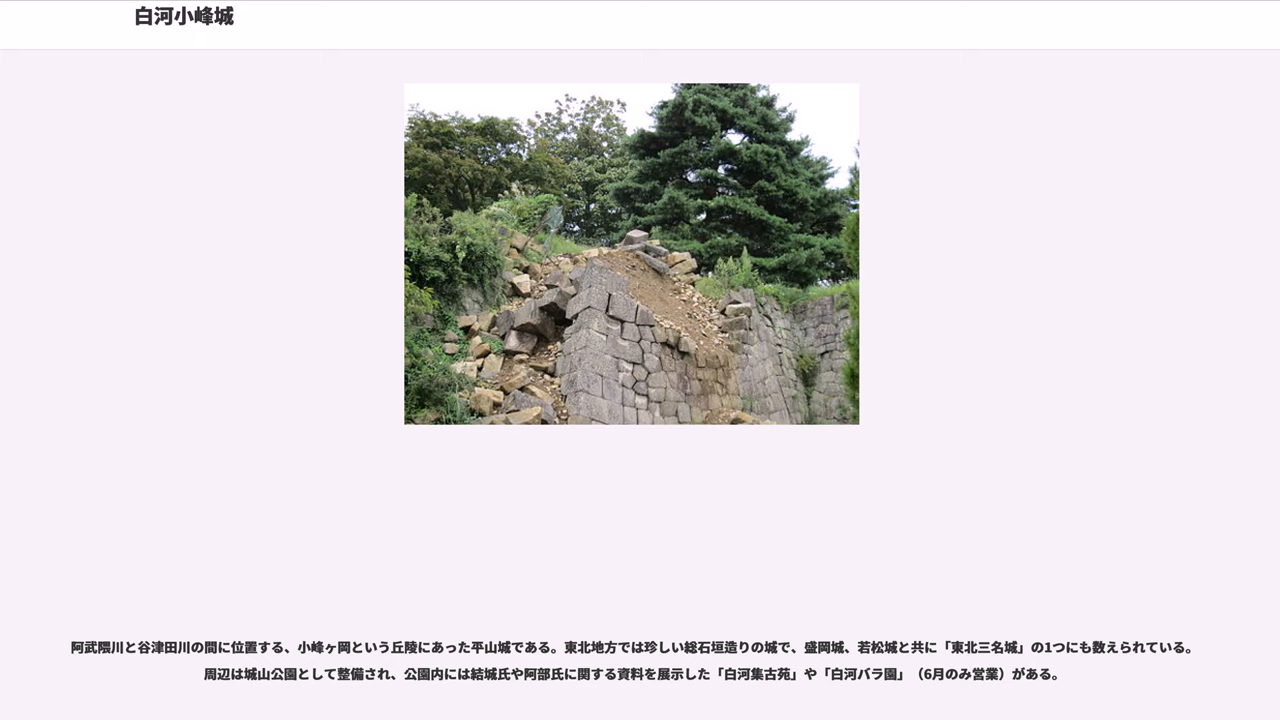 白河小峰城
阿武隈川と谷津田川の間に位置する、小峰ヶ岡という丘陵にあった平山城である。東北地方では珍しい総石垣造りの城で、盛岡城、若松城と共に「東北三名城」の1つにも数えられている。
周辺は城山公園として整備され、公園内には結城氏や阿部氏に関する資料を展示した「白河集古苑」や「白河バラ園」（6月のみ営業）がある。